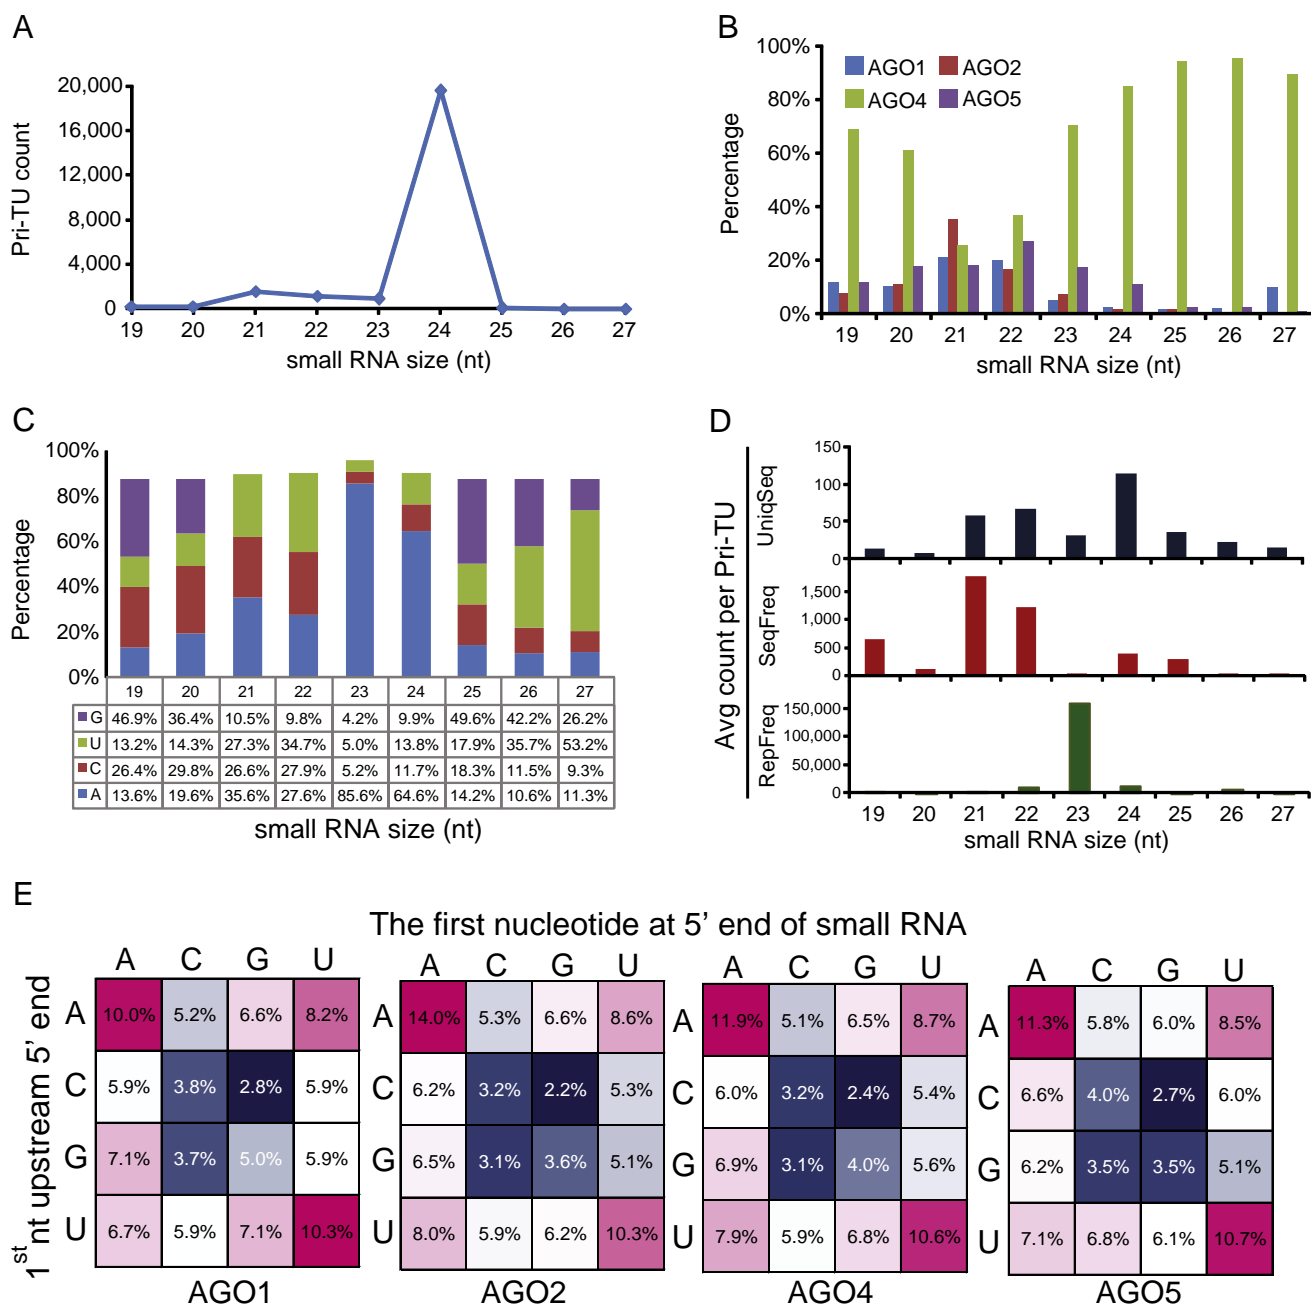 A
20,000
16,000
12,000
8,000
4,000
0
Pri-TU count
19 20 21 22 23 24 25 26 27
small RNA size (nt)
B
100%
80%
60%
40%
20%
0%
Percentage
AGO1 AGO2
AGO4 AGO5
19 20 21 22 23 24 25 26 27
small RNA size (nt)
C
100%
80%
60%
40%
20%
0%
Percentage
19 20 21 22 23 24 25 26 27
G 46.9% 36.4% 10.5% 9.8% 4.2% 9.9% 49.6% 42.2% 26.2%
U 13.2% 14.3% 27.3% 34.7% 5.0% 13.8% 17.9% 35.7% 53.2%
C 26.4% 29.8% 26.6% 27.9% 5.2% 11.7% 18.3% 11.5% 9.3%
A 13.6% 19.6% 35.6% 27.6% 85.6% 64.6% 14.2% 10.6% 11.3%
small RNA size (nt)
D
Avg count per Pri-TU
UniqSeq
150
100
50
0
SeqFreq
1,500
1,000
500
0
RepFreq
150,000
100,000
50,000
0
19 20 21 22 23 24 25 26 27
small RNA size (nt)
E
The first nucleotide at 5’ end of small RNA
1st nt upstream 5’ end
A C G U
A 10.0% 5.2% 6.6% 8.2%
C 5.9% 3.8% 2.8% 5.9%
G 7.1% 3.7% 5.0% 5.9%
U 6.7% 5.9% 7.1% 10.3%
AGO1
A C G U
A 14.0% 5.3% 6.6% 8.6%
C 6.2% 3.2% 2.2% 5.3%
G 6.5% 3.1% 3.6% 5.1%
U 8.0% 5.9% 6.2% 10.3%
AGO2
A C G U
A 11.9% 5.1% 6.5% 8.7%
C 6.0% 3.2% 2.4% 5.4%
G 6.9% 3.1% 4.0% 5.6%
U 7.9% 5.9% 6.8% 10.6%
AGO4
A C G U
A 11.3% 5.8% 6.0% 8.5%
C 6.6% 4.0% 2.7% 6.0%
G 6.2% 3.5% 3.5% 5.1%
U 7.1% 6.8% 6.1% 10.7%
AGO5